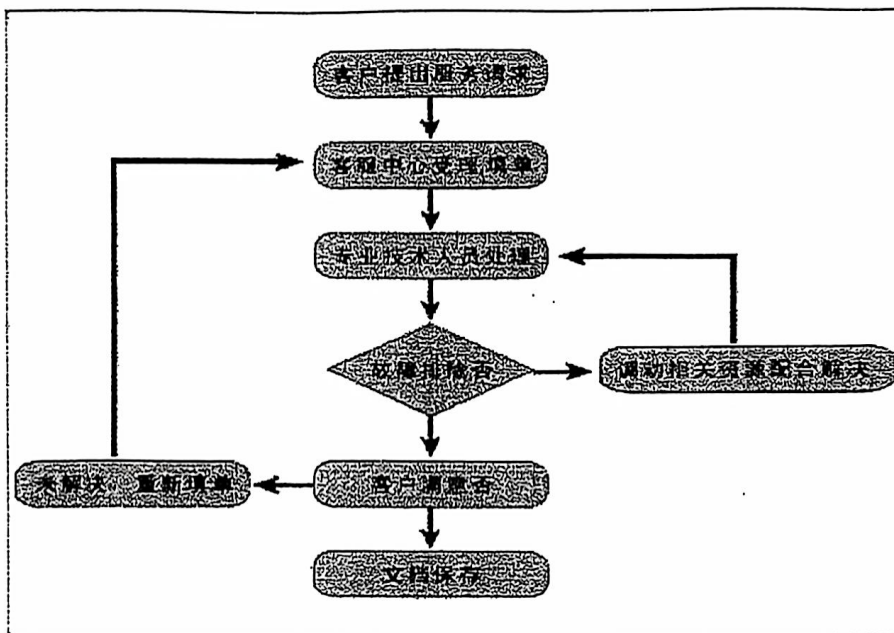 客户提出服务请求
客服中心受理填单
专业技术人员处理
故障排除否
调动相关资源配合解决
未解决 重新填单
客户满意否
文档保存